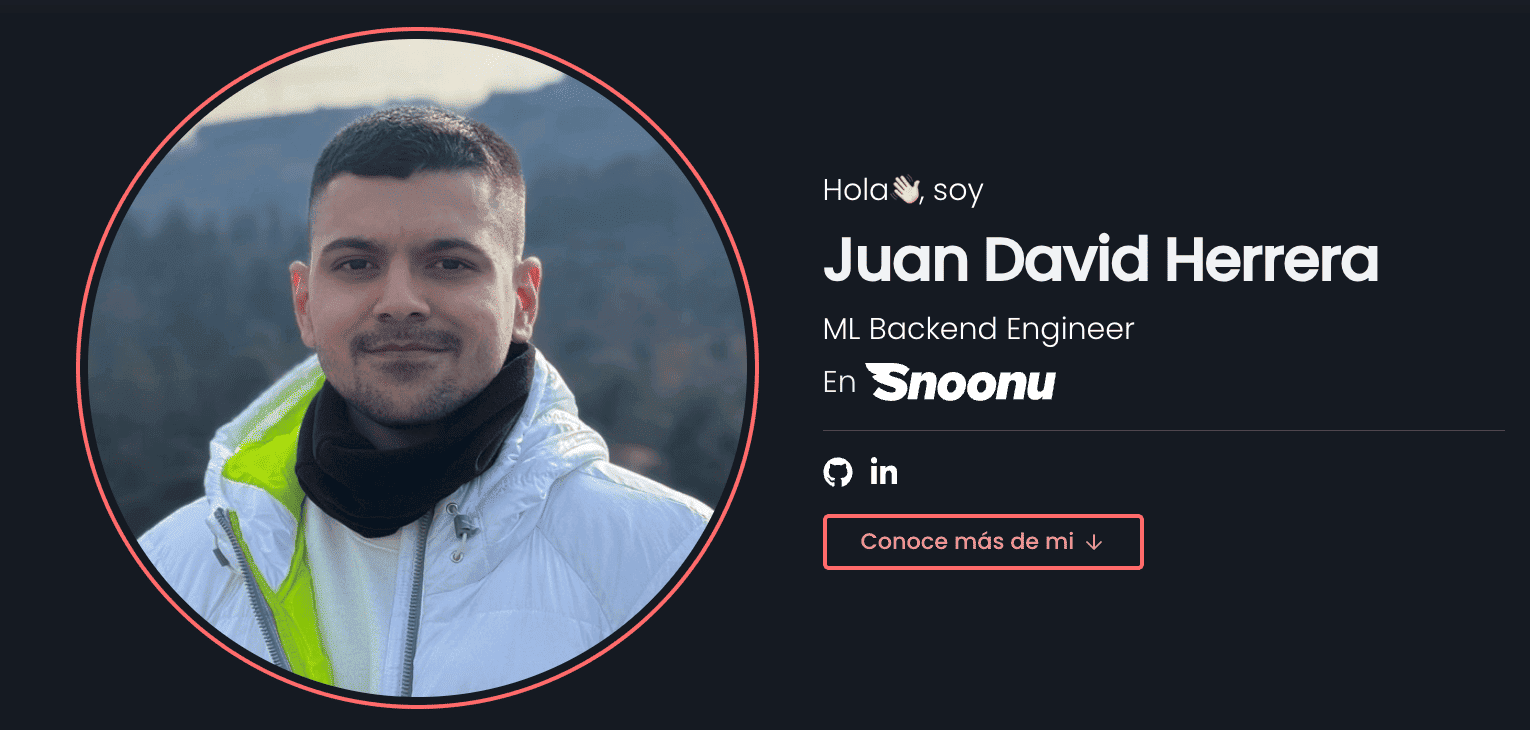 Hola👋🏻, soy
Juan David Herrera
ML Backend Engineer
En Snoonu
in
Conoce más de mi ↓